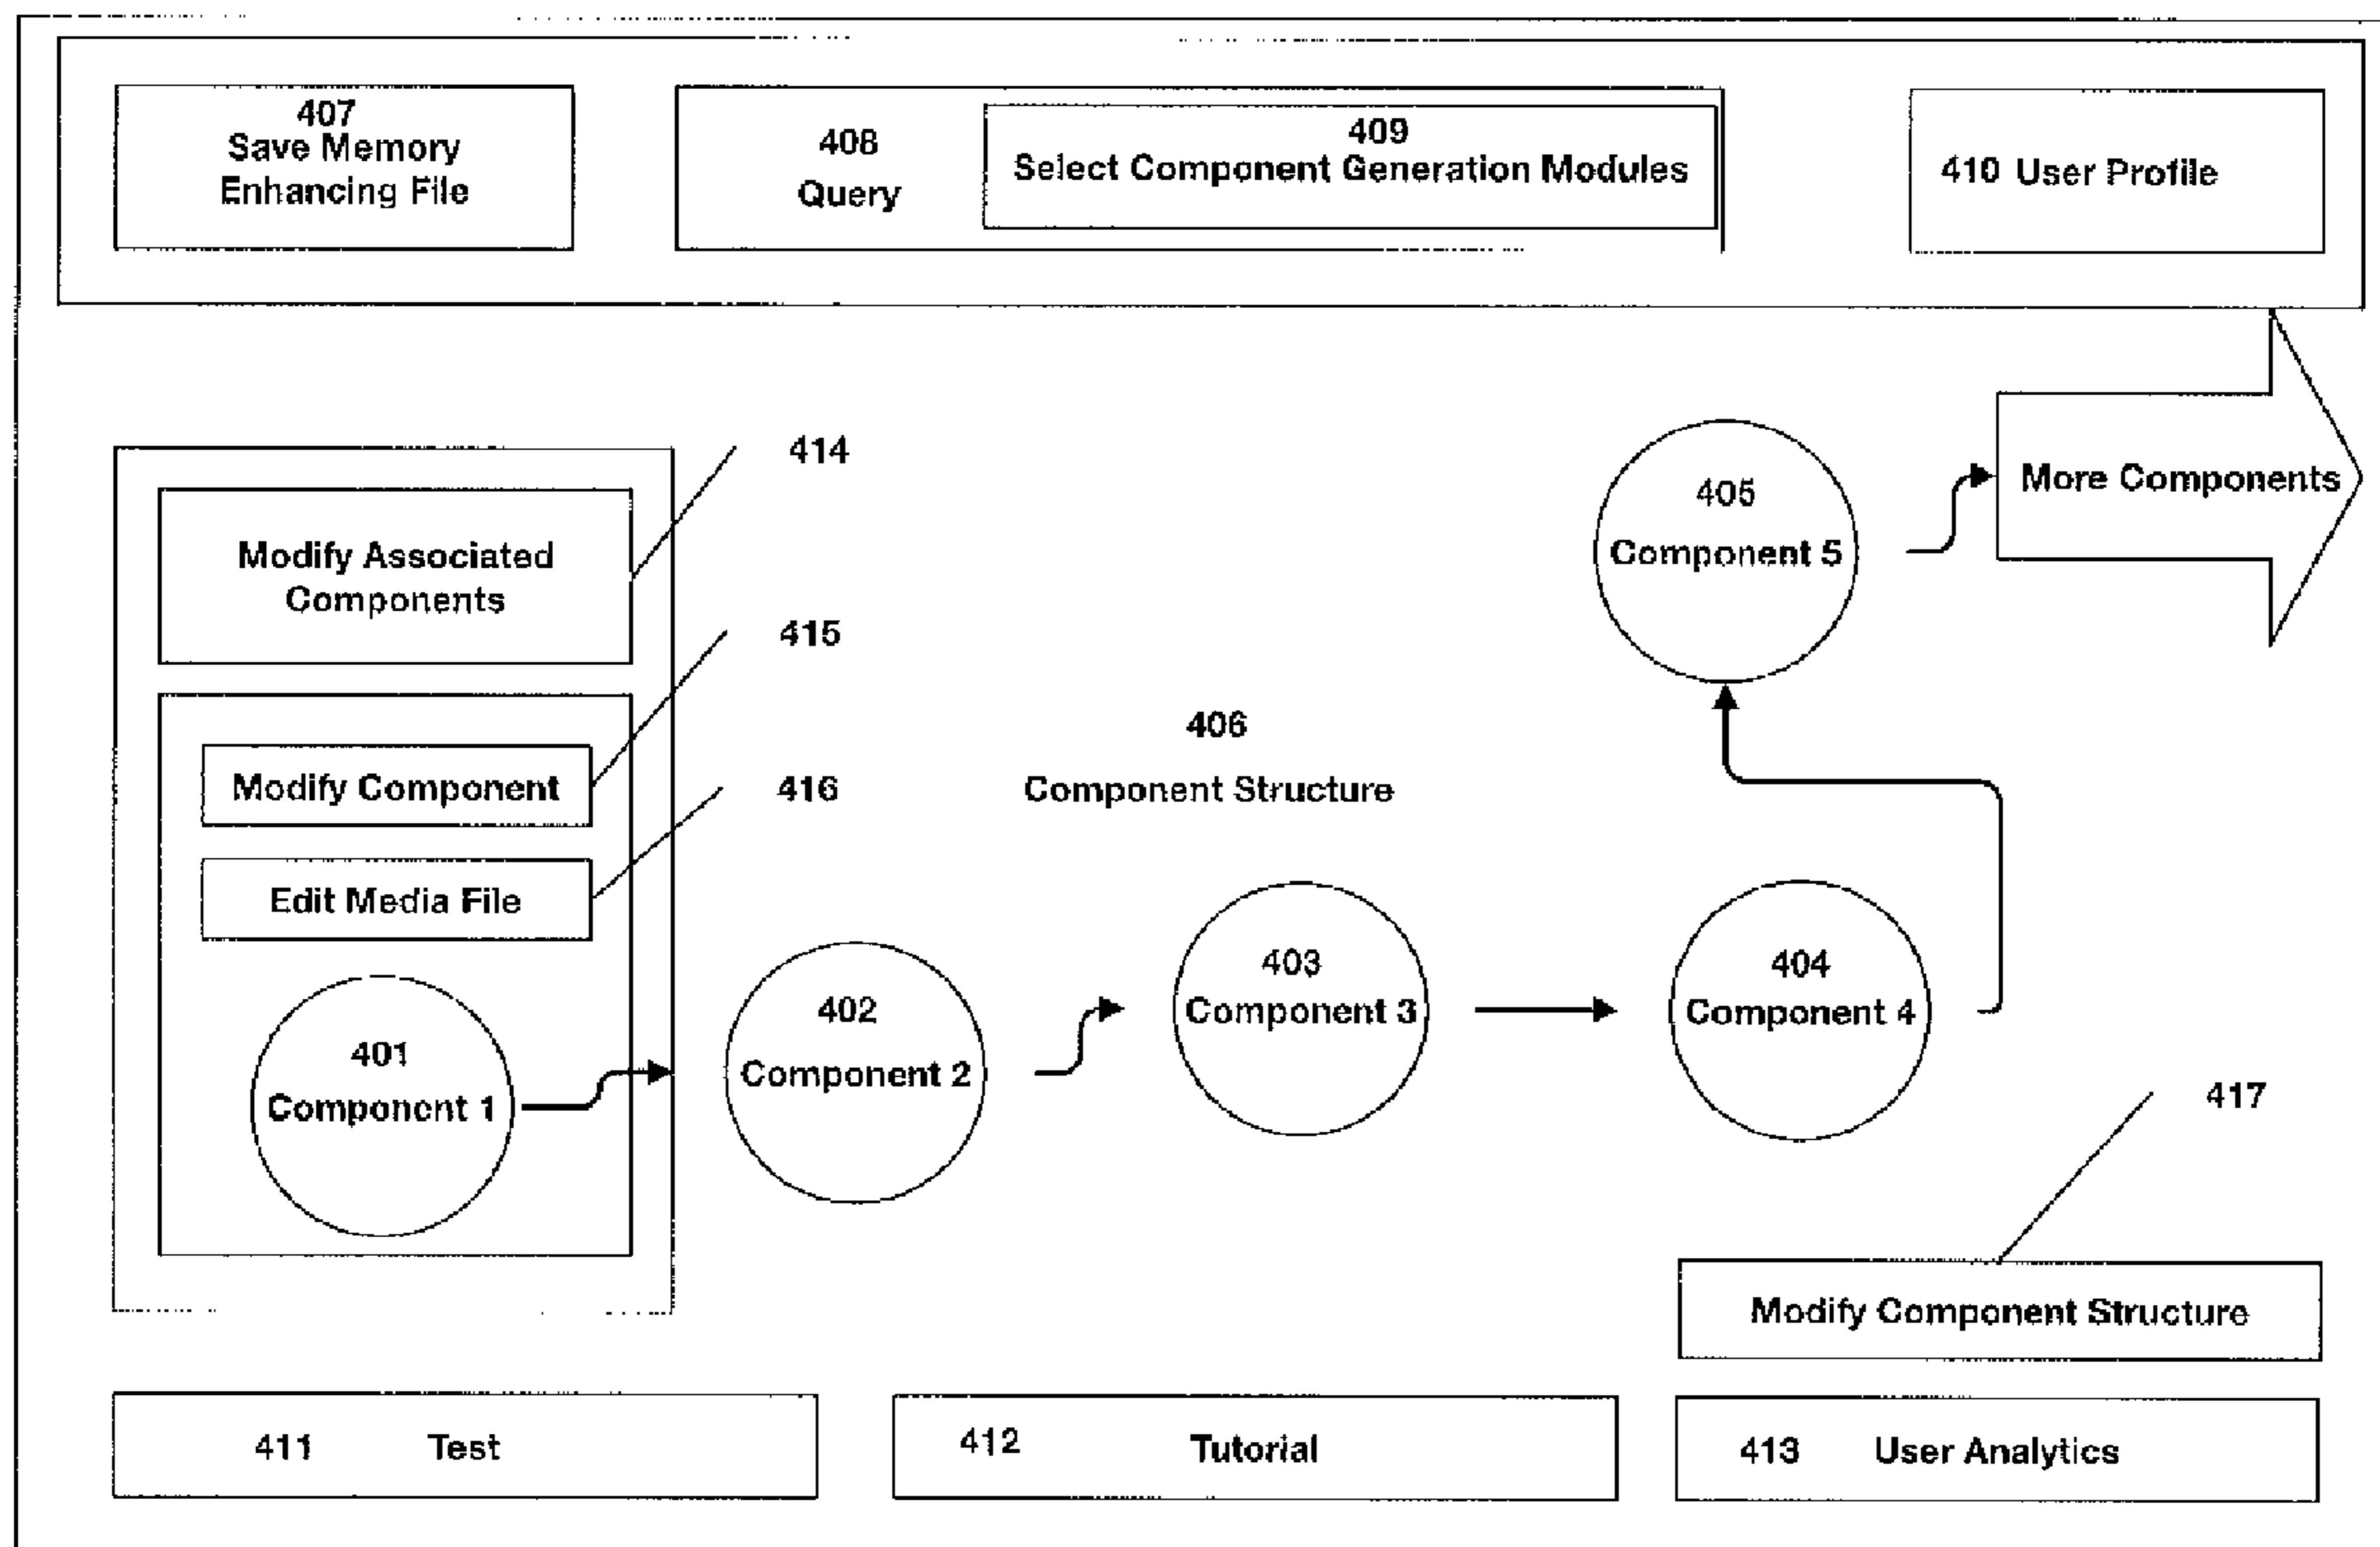 407
Save Memory
Enhancing File
408
Query
409
Select Component Generation Modules
410 User Profile
414
Modify Associated
Components
415
Modify Component
416
Edit Media File
406
Component Structure
405
Component 5
More Components
401
Component 1
402
Component 2
403
Component 3
404
Component 4
417
Modify Component Structure
411 Test
412 Tutorial
413 User Analytics